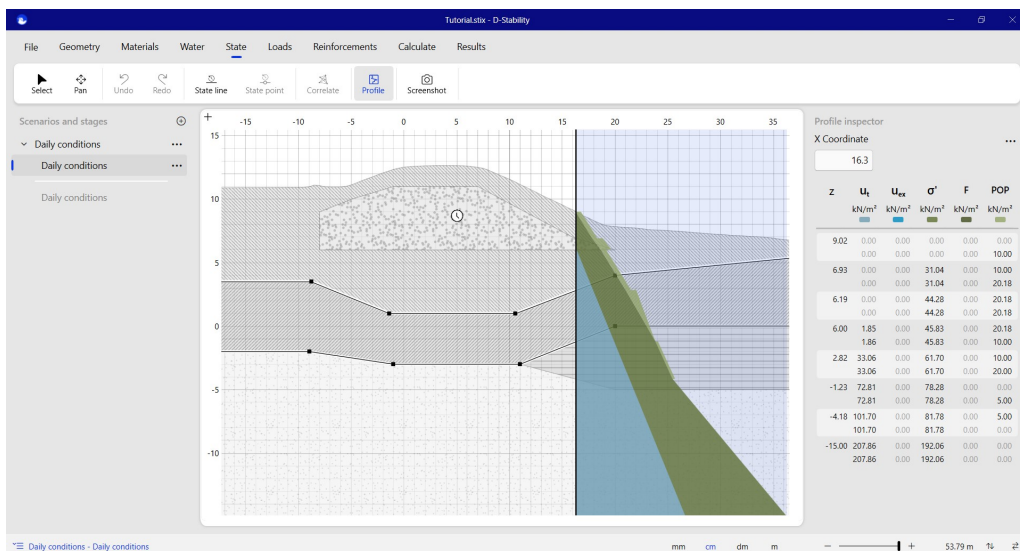 Tutorial.stix - D-Stability
File Geometry Materials Water State Loads Reinforcements Calculate Results
Select Pan Undo Redo State line State point Correlate Profile Screenshot
Scenarios and stages
Daily conditions
Daily conditions
Daily conditions
-15 -10 -5 0 5 10 15 20 25 30 35
15
10
5
0
-5
-10
Profile inspector
X Coordinate
16.3
z ut uex σ' F POP
kN/m² kN/m² kN/m² kN/m² kN/m²
9.02 0.00 0.00 0.00 0.00 0.00
0.00 0.00 0.00 0.00 10.00
6.93 0.00 0.00 31.04 0.00 10.00
0.00 0.00 31.04 0.00 20.18
6.19 0.00 0.00 44.28 0.00 20.18
0.00 0.00 44.28 0.00 20.18
6.00 1.85 0.00 45.83 0.00 20.18
1.86 0.00 45.83 0.00 10.00
2.82 33.06 0.00 61.70 0.00 10.00
33.06 0.00 61.70 0.00 20.00
-1.23 72.81 0.00 78.28 0.00 0.00
72.81 0.00 78.28 0.00 5.00
-4.18 101.70 0.00 81.78 0.00 5.00
101.70 0.00 81.78 0.00 0.00
-15.00 207.86 0.00 192.06 0.00 0.00
207.86 0.00 192.06 0.00 0.00
Daily conditions - Daily conditions
mm cm dm m
53.79 m